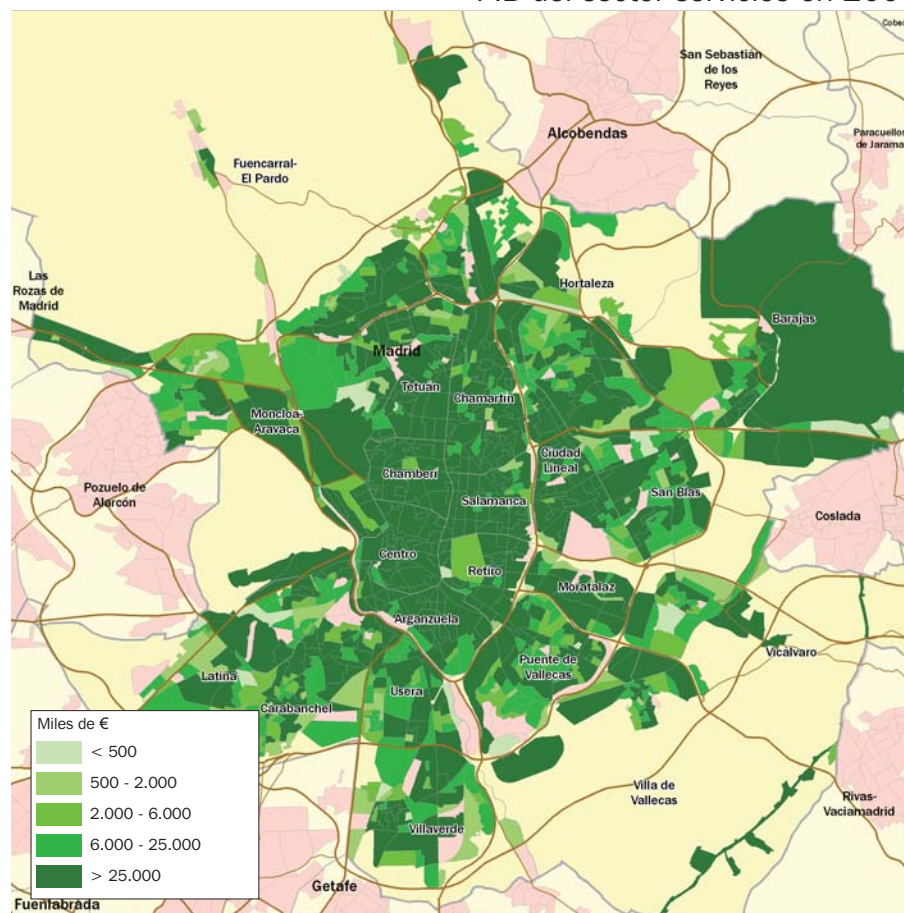 San Sebastián
de los
Reyes
Alcobendas
Paracuellos
de Jarama
Fuencarral-
El Pardo
Las
Rozas de
Madrid
Hortaleza
Barajas
Madrid
Tetuán
Chamartín
Moncloa-
Aravaca
Ciudad
Lineal
Chamberí
Pozuelo de
Alarcón
Salamanca
San Blas
Coslada
Centro
Retiro
Moratalaz
Arganzuela
Vicálvaro
Puente de
Vallecas
Latina
Usera
Carabanchel
Villa de
Vallecas
Rivas-
Vaciamadrid
Villaverde
Getafe
Fuenlabrada
Miles de €
< 500
500 - 2.000
2.000 - 6.000
6.000 - 25.000
> 25.000